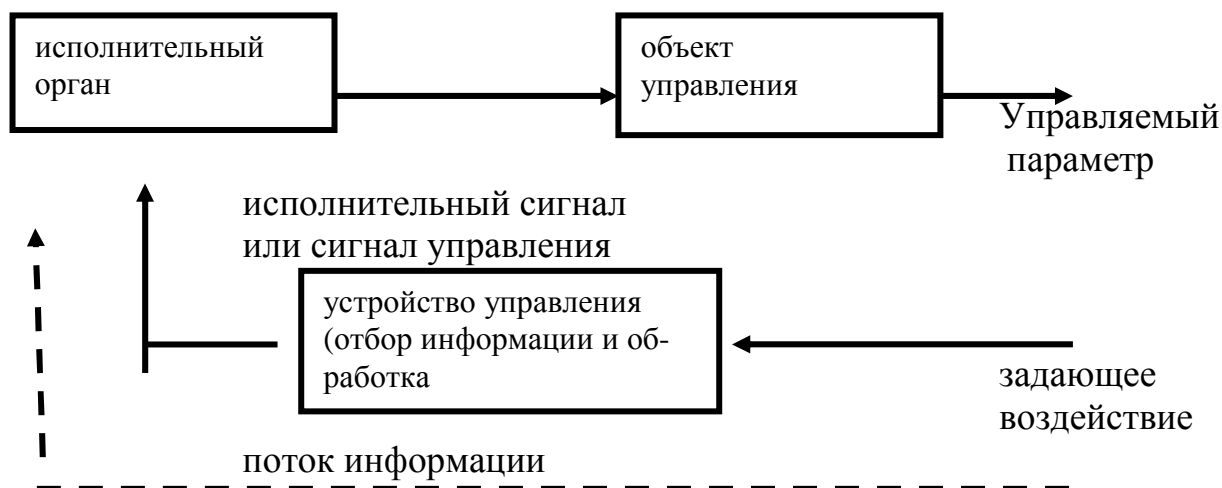 исполнительный
орган
объект
управления
Управляемый
параметр
исполнительный сигнал
или сигнал управления
устройство управления
(отбор информации и об-
работка
задающее
воздействие
поток информации